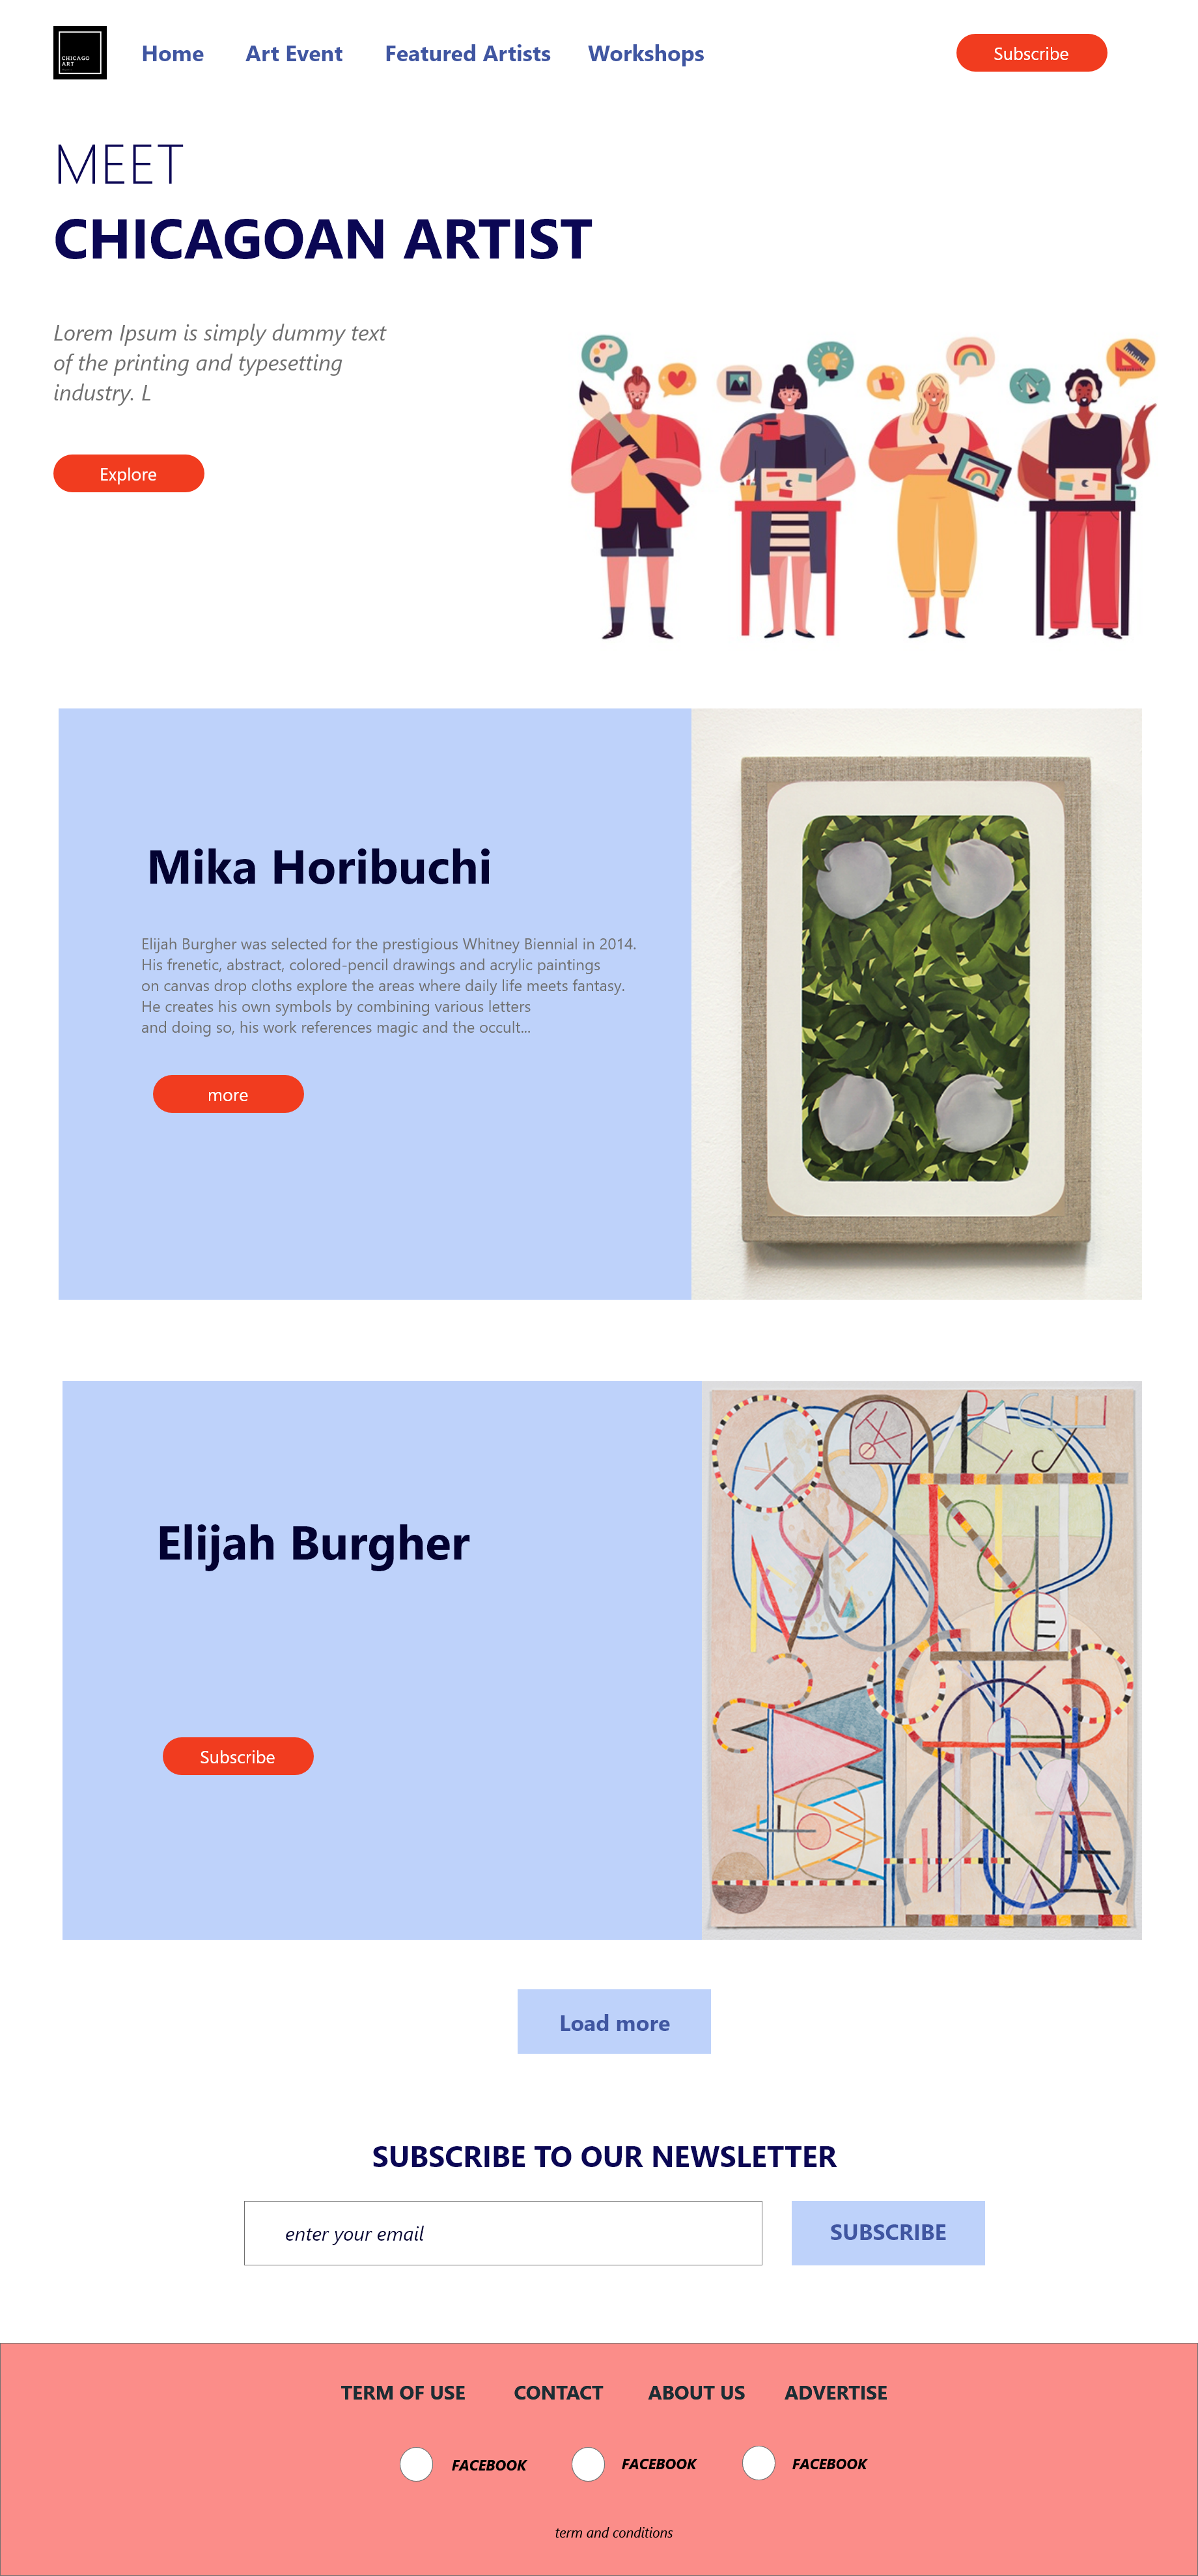 CHICAGO
ART
Home Art Event Featured Artists Workshops Subscribe
MEET
CHICAGOAN ARTIST
Lorem Ipsum is simply dummy text
of the printing and typesetting
industry. L
Explore
Mika Horibuchi
Elijah Burgher was selected for the prestigious Whitney Biennial in 2014.
His frenetic, abstract, colored-pencil drawings and acrylic paintings
on canvas drop cloths explore the areas where daily life meets fantasy.
He creates his own symbols by combining various letters
and doing so, his work references magic and the occult...
more
Elijah Burgher
Subscribe
Load more
SUBSCRIBE TO OUR NEWSLETTER
enter your email SUBSCRIBE
TERM OF USE CONTACT ABOUT US ADVERTISE
FACEBOOK FACEBOOK FACEBOOK
term and conditions